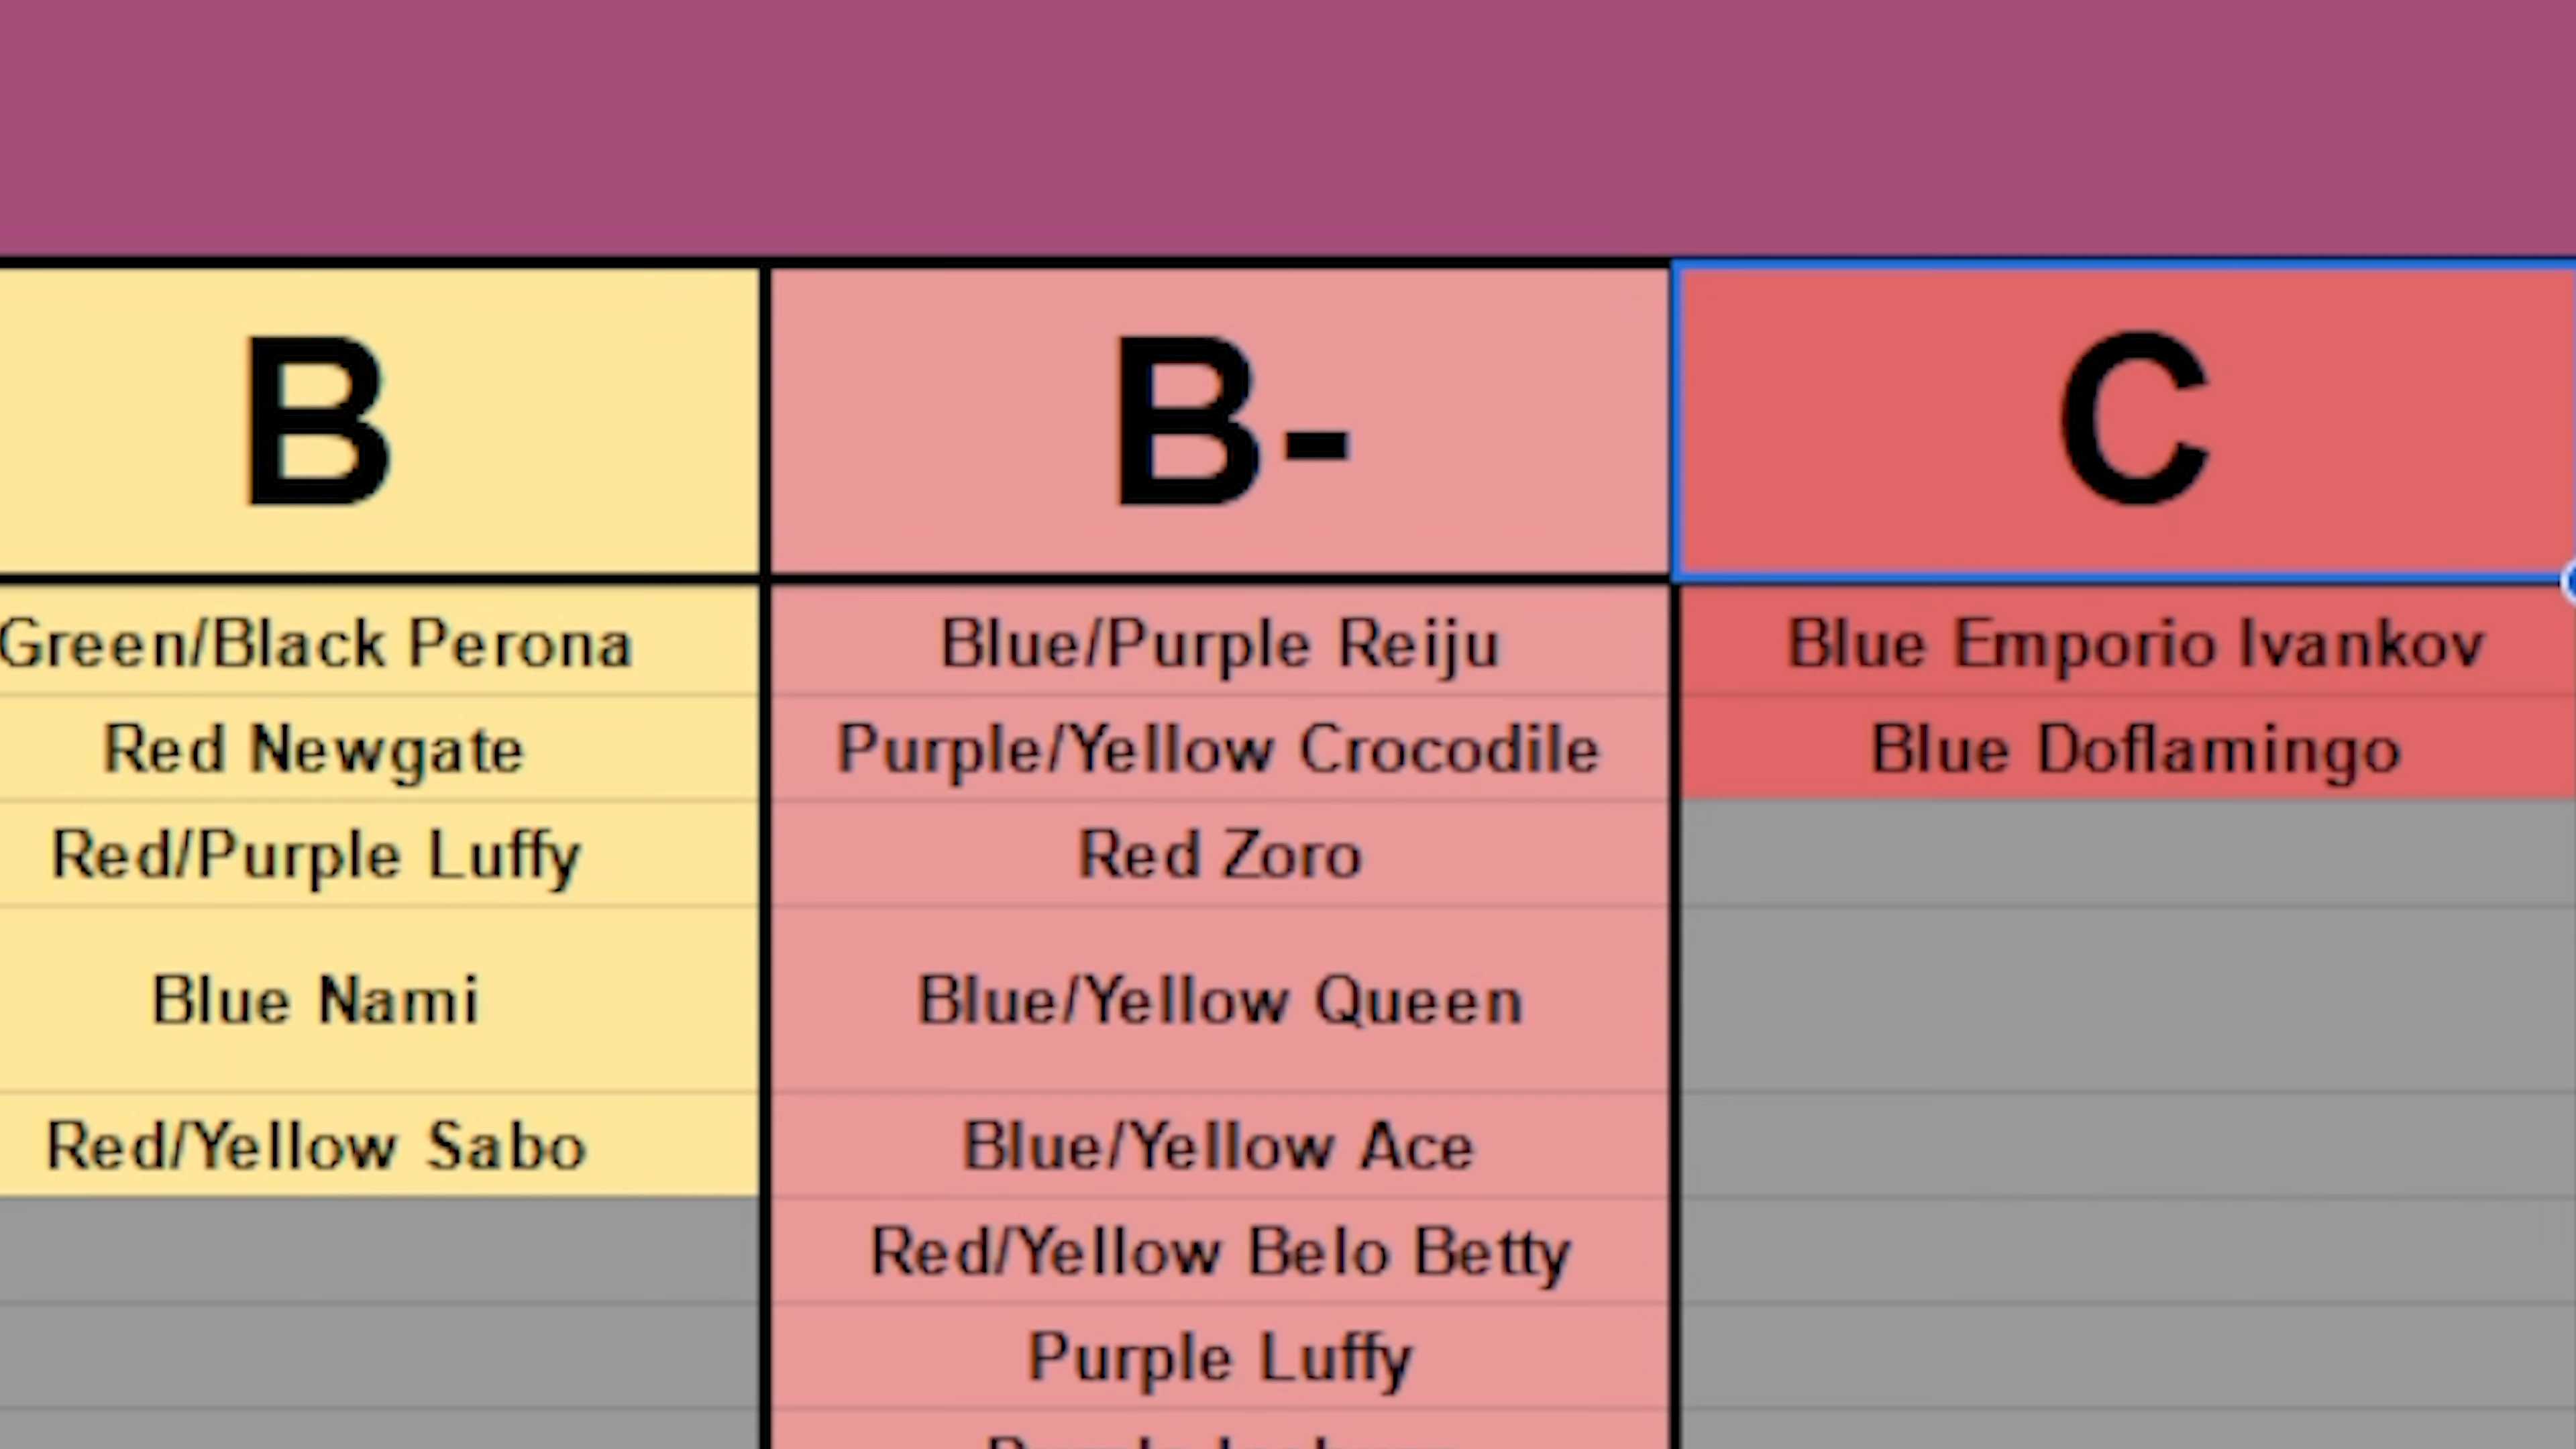 B
B-
C
Green/Black Perona
Blue/Purple Reiju
Blue Emporio Ivankov
Red Newgate
Purple/Yellow Crocodile
Blue Doflamingo
Red/Purple Luffy
Red Zoro
Blue Nami
Blue/Yellow Queen
Red/Yellow Sabo
Blue/Yellow Ace
Red/Yellow Belo Betty
Purple Luffy